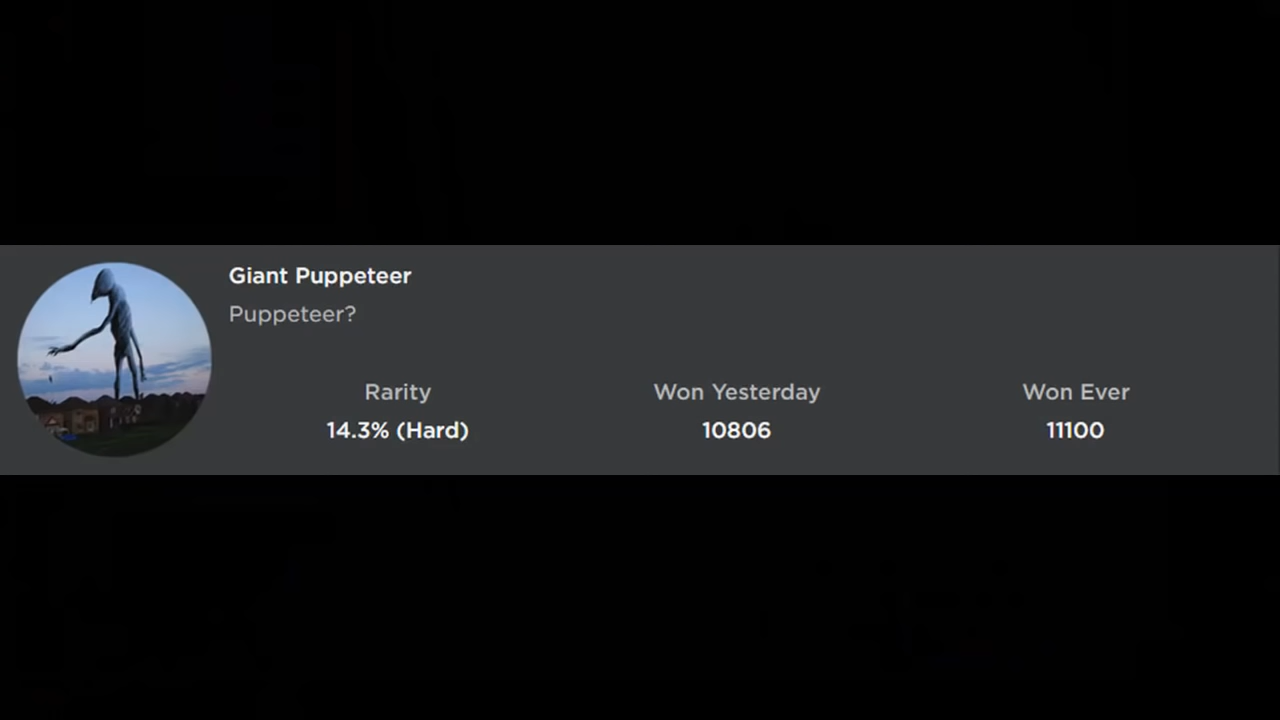 Giant Puppeteer
Puppeteer?
Rarity Won Yesterday Won Ever
14.3% (Hard) 10806 11100